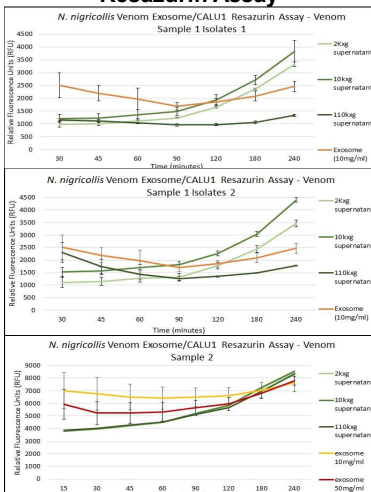 Resazurin Assay
N. nigricollis Venom Exosome/CALU1 Resazurin Assay - Venom
Sample 1 Isolates 1
Relative Fluorescence Units (RFU)
4500
4000
3500
3000
2500
2000
1500
1000
500
0
30 45 60 90 120 180 240
Time (minutes)
2Kxg
supernatant
10kxg
supernatant
110kxg
supernatant
Exosome
(10mg/ml)
N. nigricollis Venom Exosome/CALU1 Resazurin Assay - Venom
Sample 1 Isolates 2
Relative Fluorescence Units (RFU)
4500
4000
3500
3000
2500
2000
1500
1000
500
0
30 45 60 90 120 180 240
Time (minutes)
2Kxg
supernatant
10kxg
supernatant
110kxg
supernatant
Exosome
(10mg/ml)
N. nigricollis Venom Exosome/CALU1 Resazurin Assay - Venom
Sample 2
Relative Fluorescence Units (RFU)
9000
8000
7000
6000
5000
4000
3000
2000
1000
0
15 30 45 60 90 120 180 240
2kxg
supernatan
10kxg
supernatan
110kxg
supernatan
exosome
10mg/ml
exosome
50mg/ml